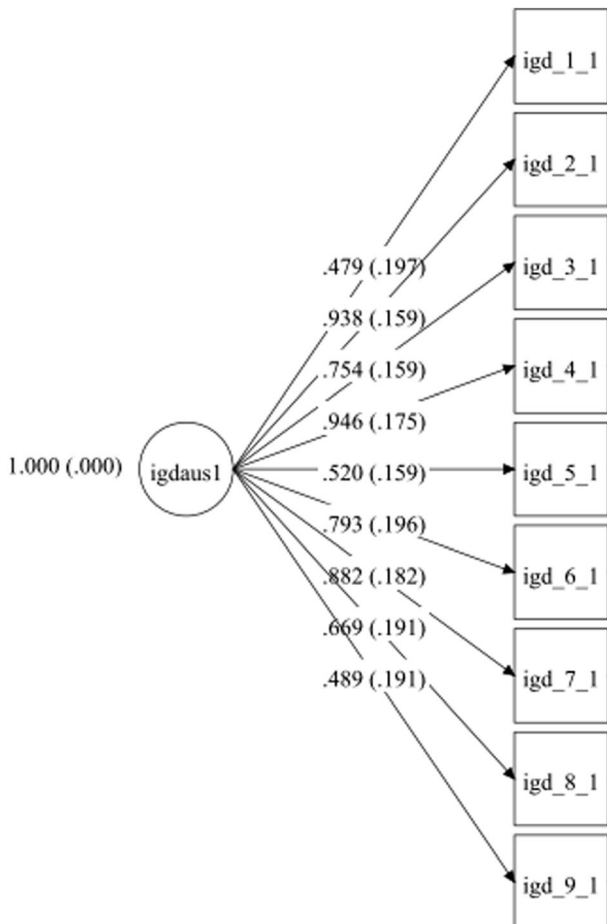 igd_1_1
igd_2_1
igd_3_1
.479 (.197)
.938 (.159)
.754 (.159)
igd_4_1
.946 (.175)
1.000 (.000)
igdaus1
.520 (.159)
igd_5_1
.793 (.196)
igd_6_1
.882 (.182)
.669 (.191)
.489 (.191)
igd_7_1
igd_8_1
igd_9_1